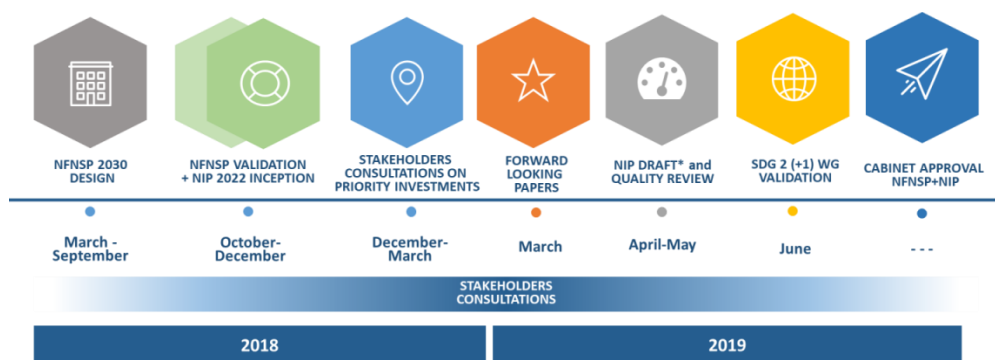 NFNSP 2030
DESIGN
NFNSP VALIDATION
+ NIP 2022 INCEPTION
STAKEHOLDERS
CONSULTATIONS ON
PRIORITY INVESTMENTS
FORWARD
LOOKING
PAPERS
NIP DRAFT* and
QUALITY REVIEW
SDG 2 (+1) WG
VALIDATION
CABINET APPROVAL
NFNSP+NIP
March -
September
October-
December
December-
March
March
April-May
June
- - -
STAKEHOLDERS
CONSULTATIONS
2018
2019